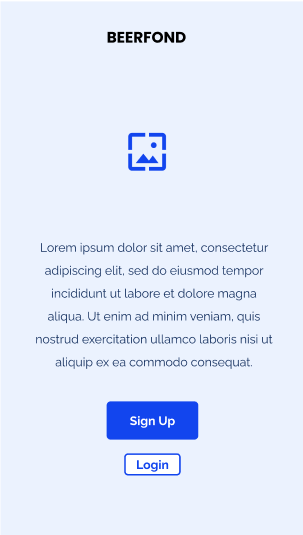 BEERFOND
Lorem ipsum dolor sit amet, consectetur
adipiscing elit, sed do eiusmod tempor
incididunt ut labore et dolore magna
aliqua. Ut enim ad minim veniam, quis
nostrud exercitation ullamco laboris nisi ut
aliquip ex ea commodo consequat.
Sign Up
Login